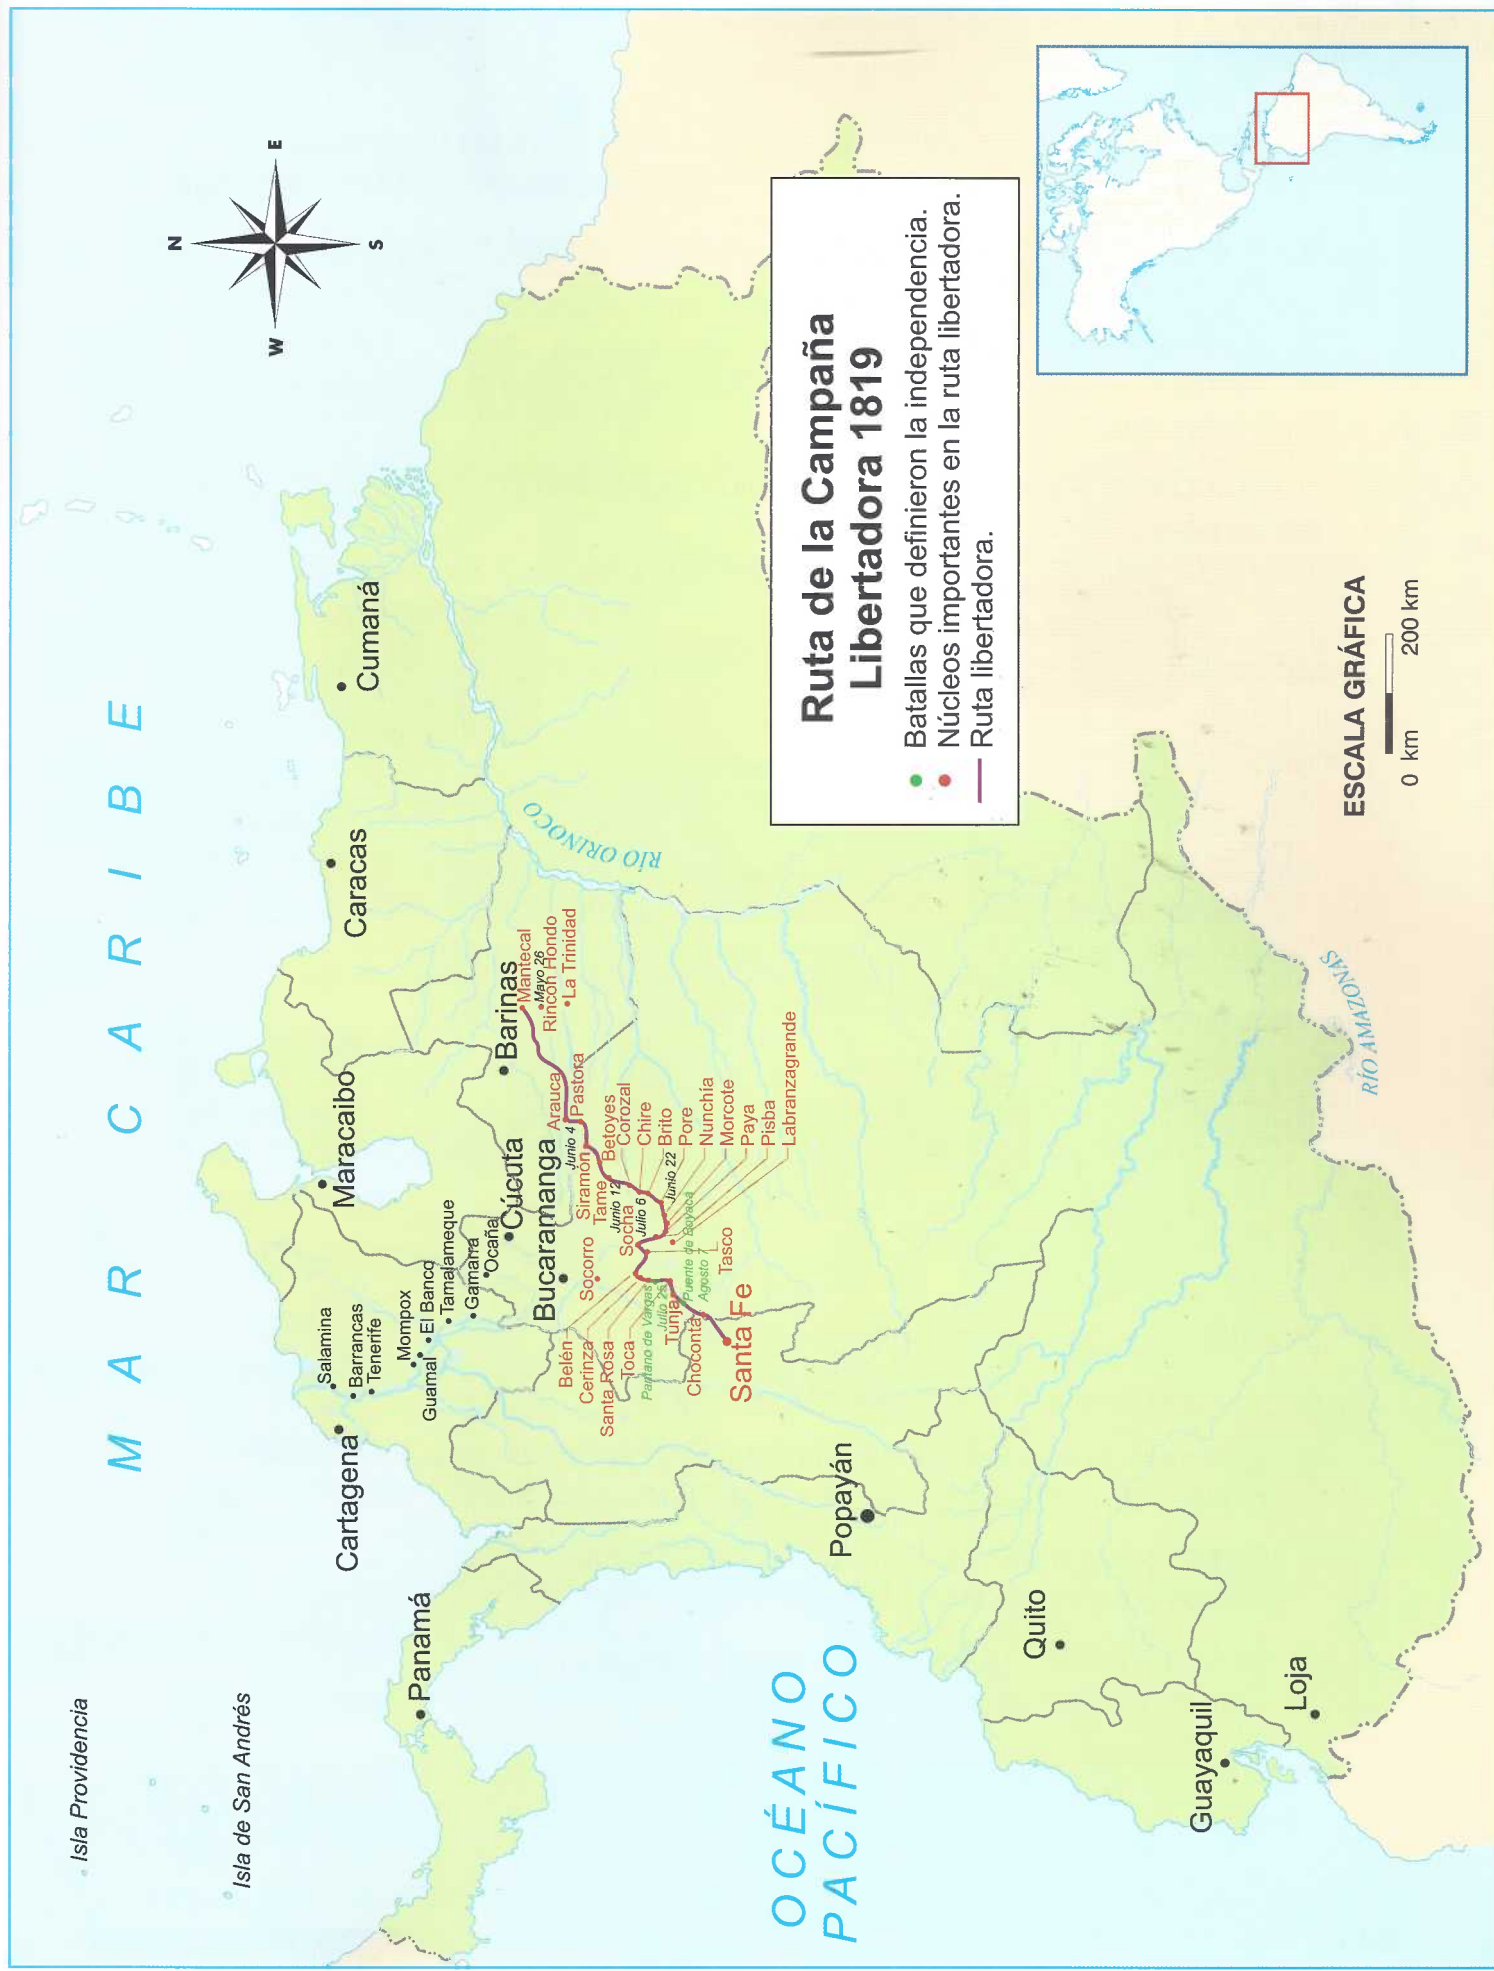 Isla Providencia
Isla de San Andrés
MAR CARIBE
N
E
S
W
Salamina
Barrancas
Tenerife
Cartagena
Mompox
Guamal
El Banco
Tamalameque
Gamarra
Ocaña
Panamá
Maracaibo
Caracas
Cumaná
Cúcuta
Barinas
Bucaramanga
Mantecal
Mayo 26
Rincón Hondo
La Trinidad
Arauca
Pastora
Junio 4
Siramón
Betoyes
Tame
Junio 12
Corozal
Chire
Brito
Pore
Junio 22
Nunchia
Morcote
Paya
Pisba
Labranzagrande
Socha
Julio 6
Socorro
Tasco
Belén
Cerinza
Santa Rosa
Toca
Pantano de Vargas
Julio 25
Puente de Boyacá
Agosto 7
Tunja
Chocontá
Santa Fe
RÍO ORINOCO
Popayán
Quito
Guayaquil
Loja
OCÉANO
PACÍFICO
RÍO AMAZONAS
Ruta de la Campaña
Libertadora 1819
Batallas que definieron la independencia.
Núcleos importantes en la ruta libertadora.
Ruta libertadora.
ESCALA GRÁFICA
0 km 200 km